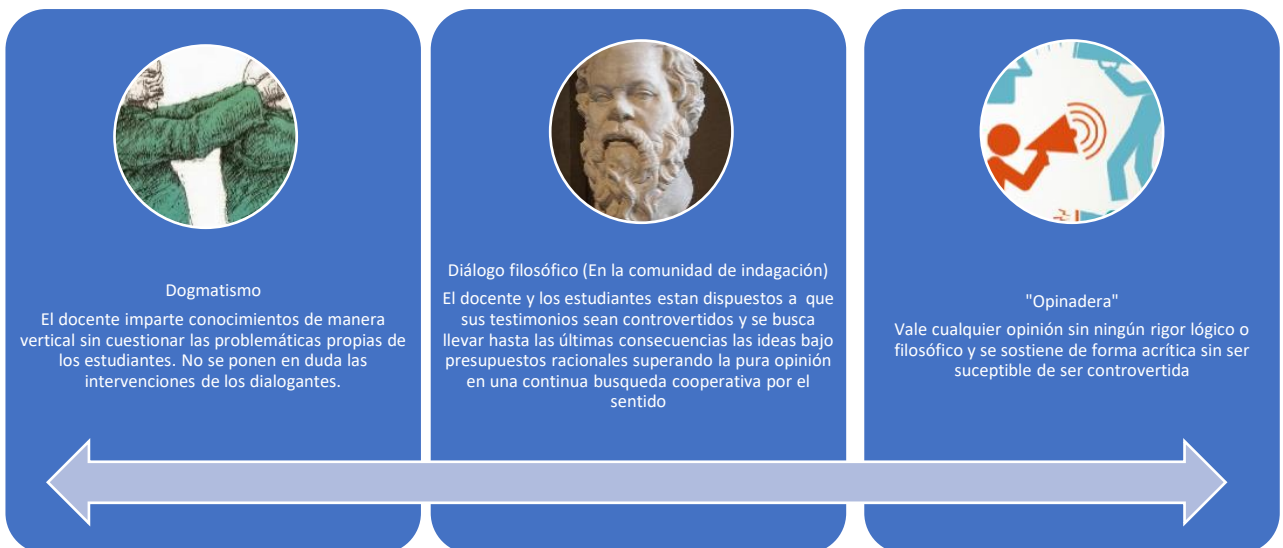 Dogmatismo
El docente imparte conocimientos de manera
vertical sin cuestionar las problemáticas propias de
los estudiantes. No se ponen en duda las
intervenciones de los dialogantes.
Diálogo filosófico (En la comunidad de indagación)
El docente y los estudiantes estan dispuestos a que
sus testimonios sean controvertidos y se busca
llevar hasta las últimas consecuencias las ideas bajo
presupuestos racionales superando la pura opinión
en una continua busqueda cooperativa por el
sentido
"Opinadera"
Vale cualquier opinión sin ningún rigor lógico o
filosófico y se sostiene de forma acrítica sin ser
suceptible de ser controvertida